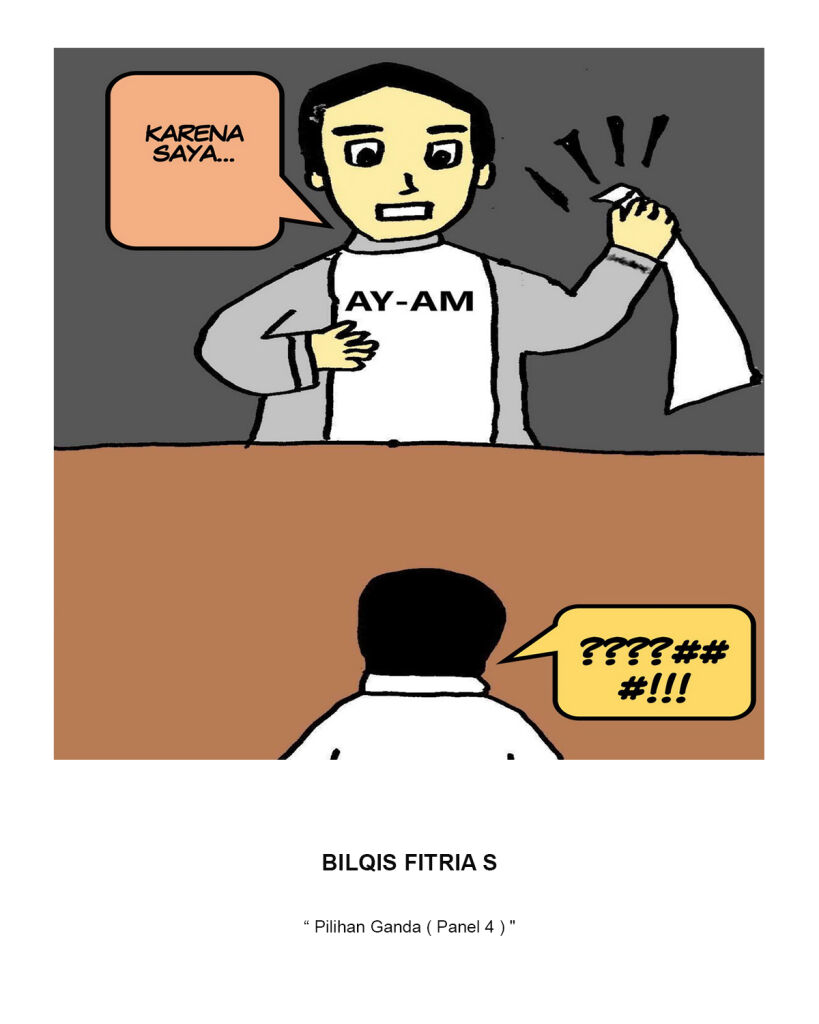 KARENA
SAYA...
AY-AM
????##
#!!!
BILQIS FITRIA S
“ Pilihan Ganda ( Panel 4 ) "